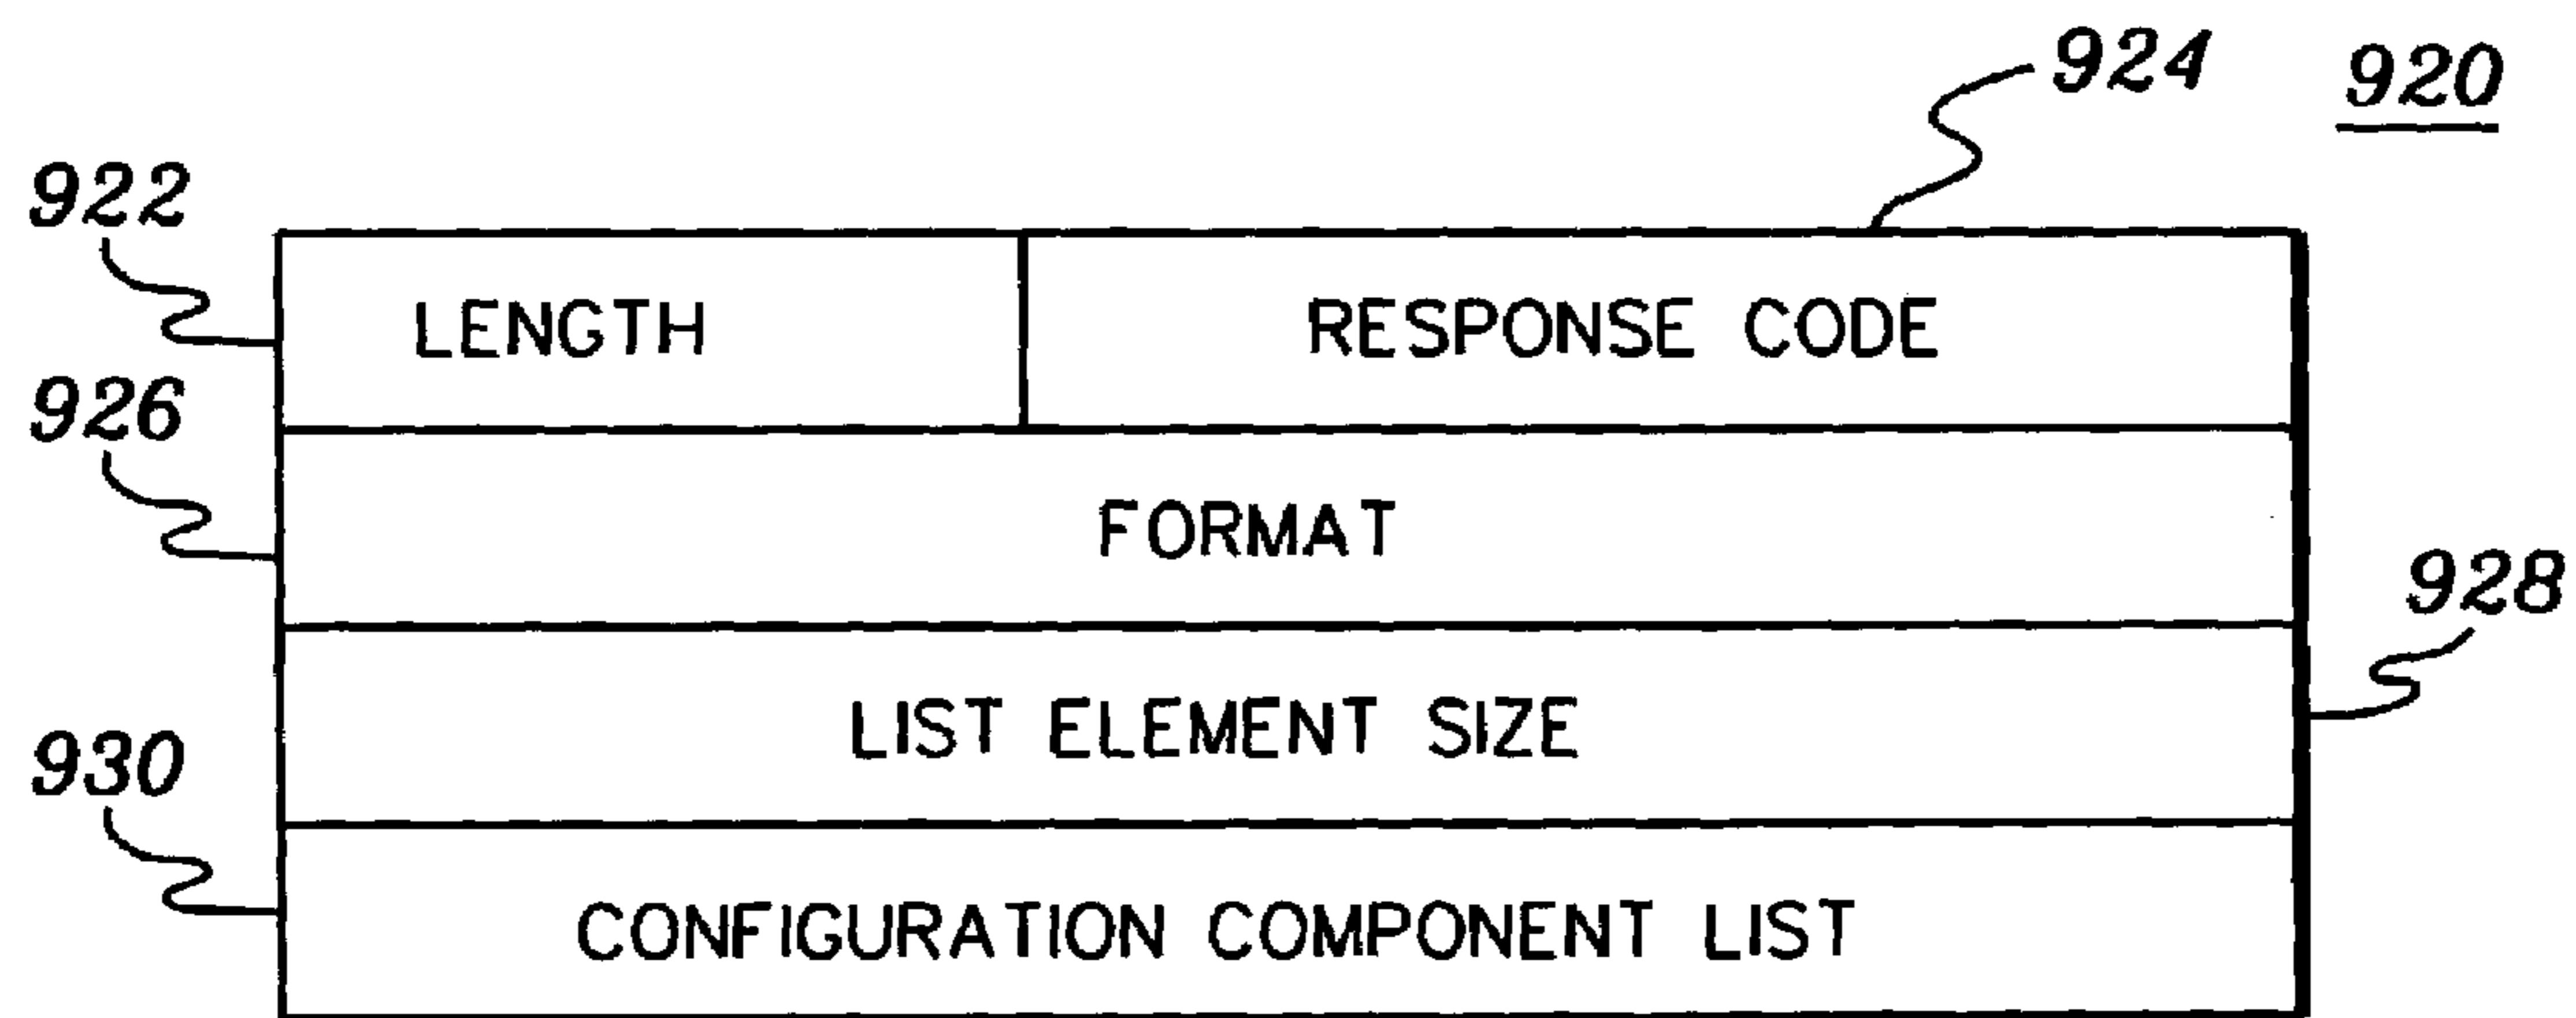 924
920
922
LENGTH
RESPONSE CODE
926
FORMAT
928
LIST ELEMENT SIZE
930
CONFIGURATION COMPONENT LIST